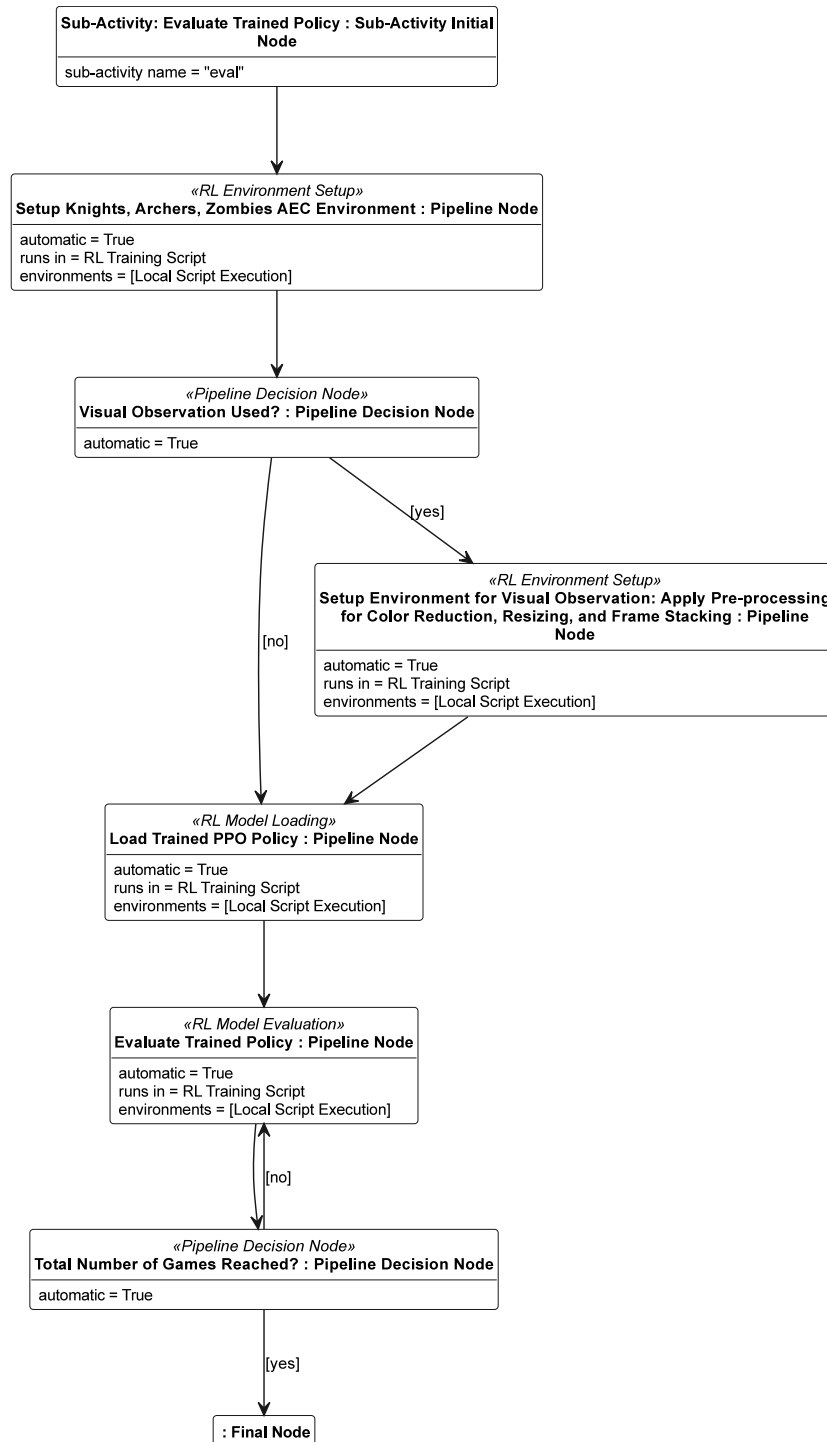 Sub-Activity: Evaluate Trained Policy : Sub-Activity Initial
Node
sub-activity name = "eval"
«RL Environment Setup»
Setup Knights, Archers, Zombies AEC Environment : Pipeline Node
automatic = True
runs in = RL Training Script
environments = [Local Script Execution]
«Pipeline Decision Node»
Visual Observation Used? : Pipeline Decision Node
automatic = True
[yes]
«RL Environment Setup»
Setup Environment for Visual Observation: Apply Pre-processing
for Color Reduction, Resizing, and Frame Stacking : Pipeline
Node
automatic = True
runs in = RL Training Script
environments = [Local Script Execution]
[no]
«RL Model Loading»
Load Trained PPO Policy : Pipeline Node
automatic = True
runs in = RL Training Script
environments = [Local Script Execution]
«RL Model Evaluation»
Evaluate Trained Policy : Pipeline Node
automatic = True
runs in = RL Training Script
environments = [Local Script Execution]
[no]
«Pipeline Decision Node»
Total Number of Games Reached? : Pipeline Decision Node
automatic = True
[yes]
: Final Node